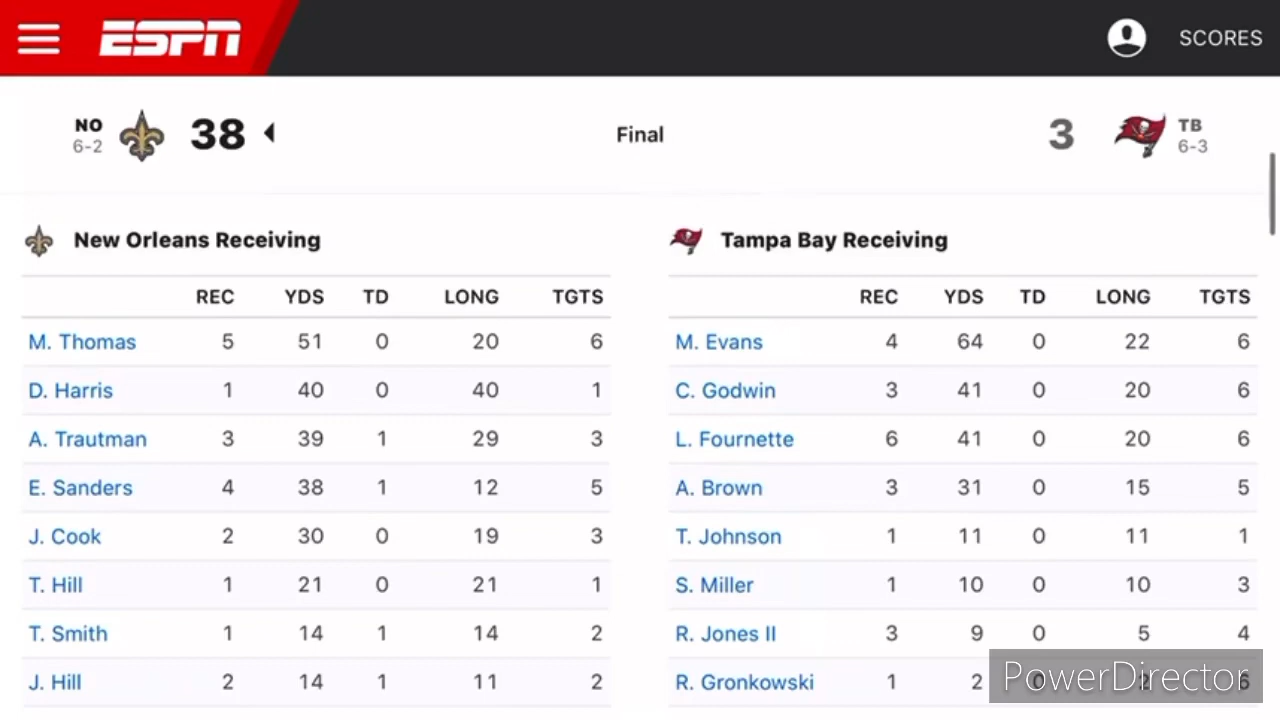 ESPN SCORES
NO 38 Final 3 TB
6-2 6-3
New Orleans Receiving
REC YDS TD LONG TGTS
M. Thomas 5 51 0 20 6
D. Harris 1 40 0 40 1
A. Trautman 3 39 1 29 3
E. Sanders 4 38 1 12 5
J. Cook 2 30 0 19 3
T. Hill 1 21 0 21 1
T. Smith 1 14 1 14 2
J. Hill 2 14 1 11 2
Tampa Bay Receiving
REC YDS TD LONG TGTS
M. Evans 4 64 0 22 6
C. Godwin 3 41 0 20 6
L. Fournette 6 41 0 20 6
A. Brown 3 31 0 15 5
T. Johnson 1 11 0 11 1
S. Miller 1 10 0 10 3
R. Jones II 3 9 0 5 4
R. Gronkowski 1 2 0 2 6
PowerDirector